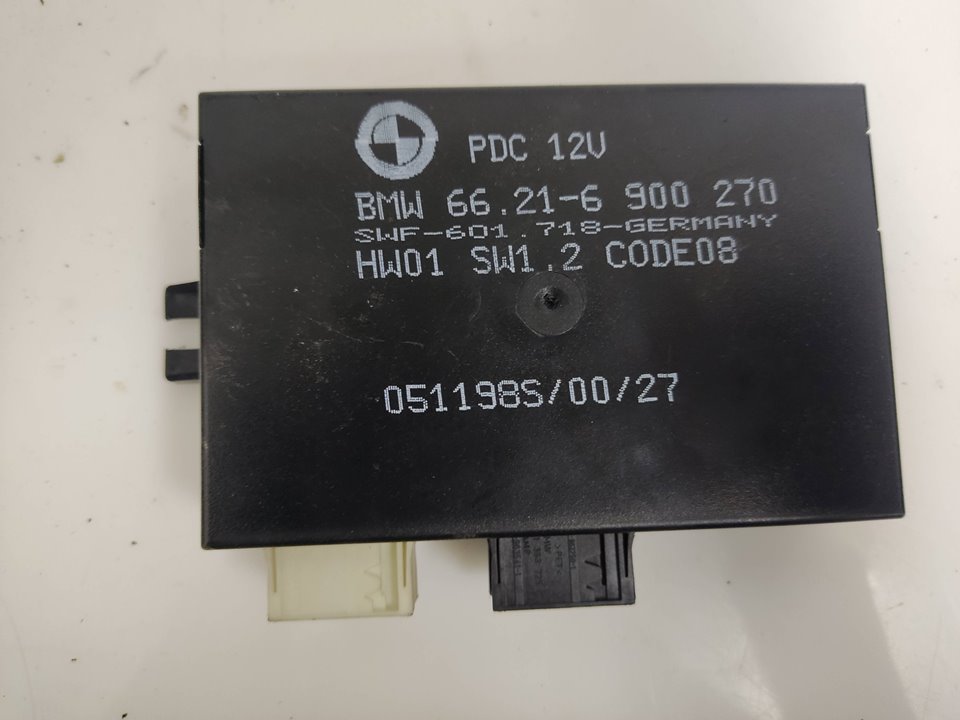 PDC 12V
BMW 66.21-6 900 270
SWF-601.718-GERMANY
HW01 SW1.2 CODE08
051198S/00/27